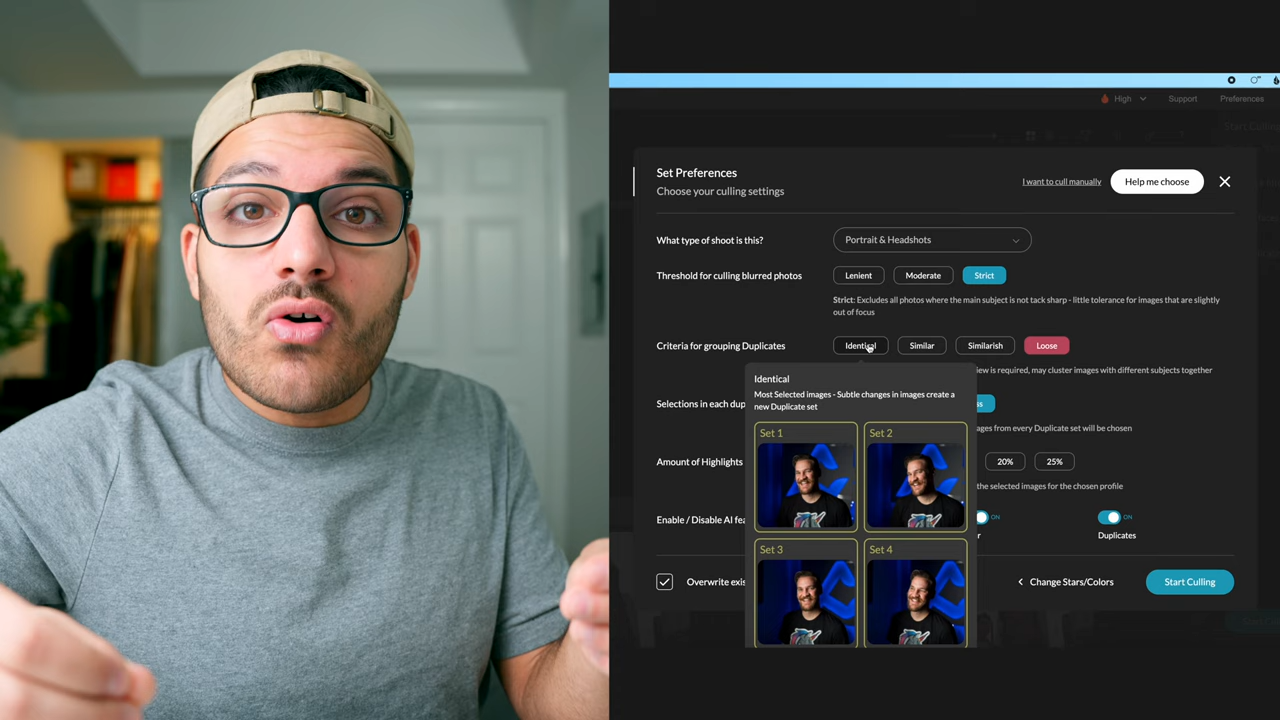 High
Support
Preferences
Set Preferences
Choose your culling settings
I want to cull manually
Help me choose
What type of shoot is this?
Portrait & Headshots
Threshold for culling blurred photos
Lenient
Moderate
Strict
Strict: Excludes all photos where the main subject is not tack sharp - little tolerance for images that are slightly
out of focus
Criteria for grouping Duplicates
Identical
Similar
Similarish
Loose
view is required, may cluster images with different subjects together
Identical
Most Selected images - Subtle changes in images create a
new Duplicate set
Selections in each dup
ages from every Duplicate set will be chosen
Set 1
Set 2
Amount of Highlights
20%
25%
the selected images for the chosen profile
Enable / Disable AI fea
ON
ON
Duplicates
Set 3
Set 4
Overwrite exis
Change Stars/Colors
Start Culling